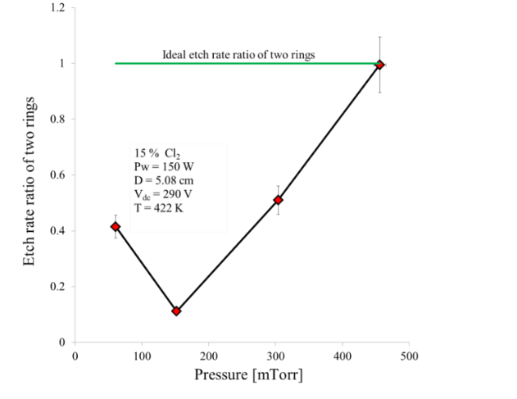 1.2
1
0.8
0.6
0.4
0.2
0
Etch rate ratio of two rings
Ideal etch rate ratio of two rings
15 % Cl₂
Pw = 150 W
D = 5.08 cm
V_dc = 290 V
T = 422 K
0 100 200 300 400 500
Pressure [mTorr]